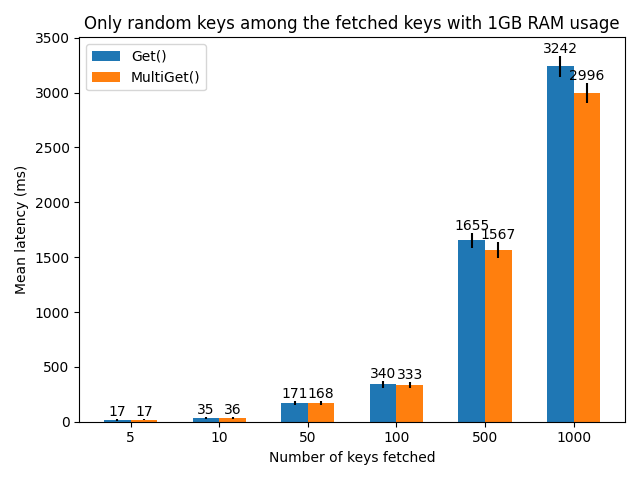 Only random keys among the fetched keys with 1GB RAM usage
Get()
MultiGet()
Mean latency (ms)
3500
3000
2500
2000
1500
1000
500
0
17 17
35 36
171 168
340 333
1655 1567
3242 2996
5 10 50 100 500 1000
Number of keys fetched